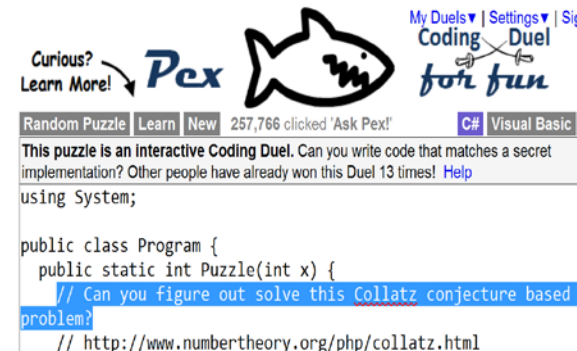 My Duels▼ | Settings▼ | Sig
Curious?
Learn More!
Pex
Coding Duel
for fun
Random Puzzle Learn New 257,766 clicked 'Ask Pex!' C# Visual Basic
This puzzle is an interactive Coding Duel. Can you write code that matches a secret
implementation? Other people have already won this Duel 13 times! Help
using System;
public class Program {
public static int Puzzle(int x) {
// Can you figure out solve this Collatz conjecture based
problem?
// http://www.numbertheory.org/php/collatz.html